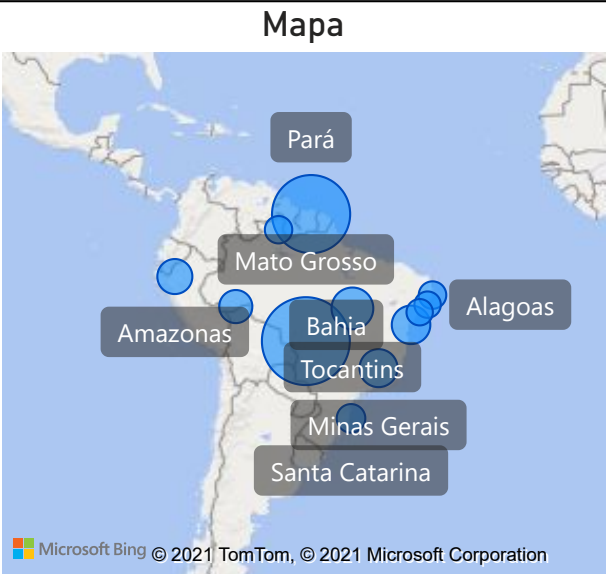 Mapa
Pará
Mato Grosso
Alagoas
Bahia
Amazonas
Tocantins
Minas Gerais
Santa Catarina
Microsoft Bing © 2021 TomTom, © 2021 Microsoft Corporation